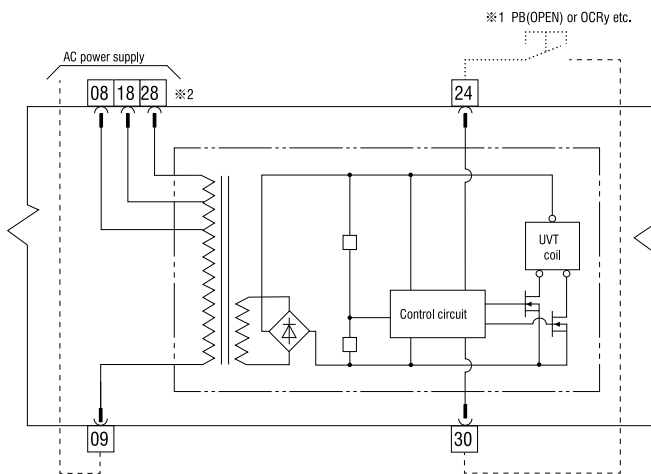 ※1 PB(OPEN) or OCRy etc.
AC power supply
08 18 28 ※2
24
UVT
coil
Control circuit
09
30